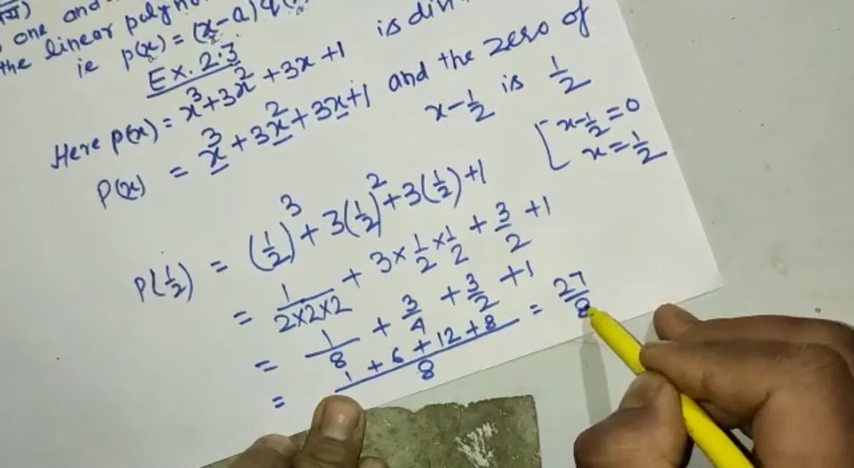 य)
one and
the linear polyno
ie p(x) = (x-a) q(
Ex. 2.3
Here p(x) = x³+3x²+3x+1 is divi
and the zero of
x-1/2 is 1/2
P(x) = x³+3x²+3x+1
[x-1/2=0
x=1/2
P(1/2) = (1/2)³+3(1/2)²+3(1/2)+1
= 1/2×2×2 + 3×1/2×1/2+3/2+1
= 1/8 + 3/4 + 3/2 +1
= 1+6+12+8/8 = 27/8